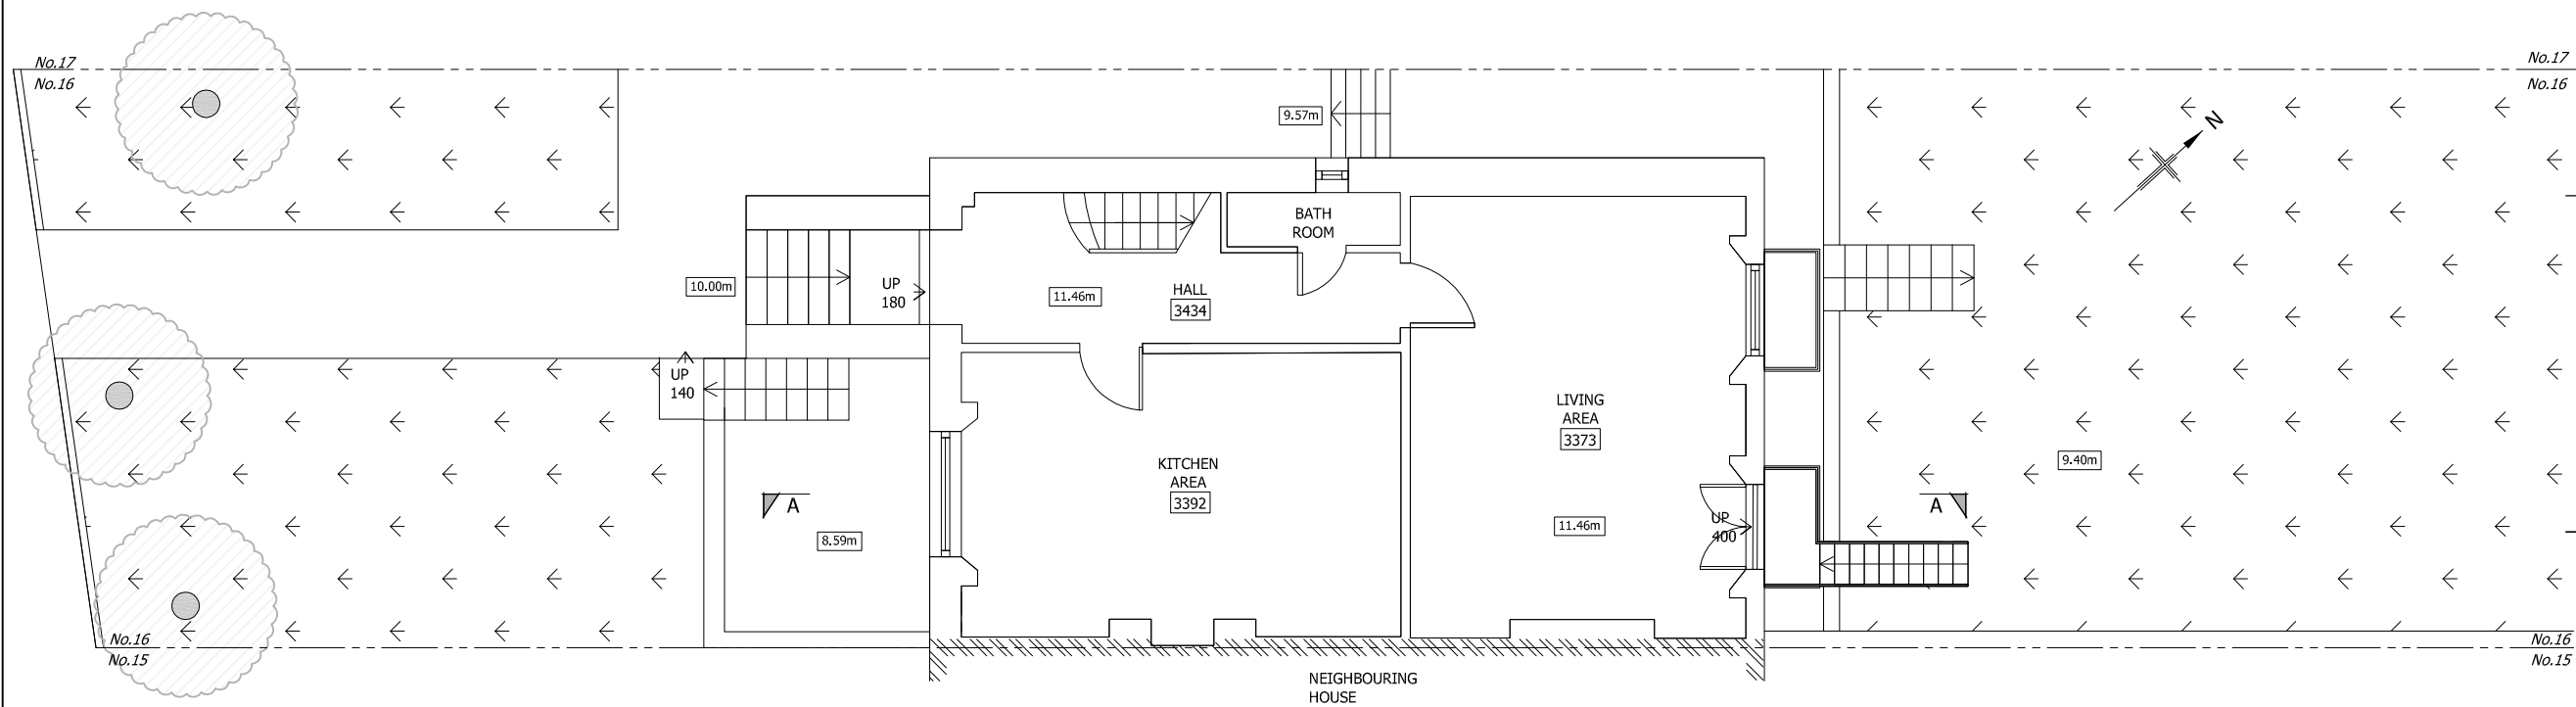 No.17
No.16
No.17
No.16
9.57m
N
BATH
ROOM
10.00m
UP
180
11.46m
HALL
3434
UP
140
LIVING
AREA
3373
KITCHEN
AREA
3392
9.40m
A
8.59m
11.46m
UP
400
A
No.16
No.15
No.16
No.15
NEIGHBOURING
HOUSE